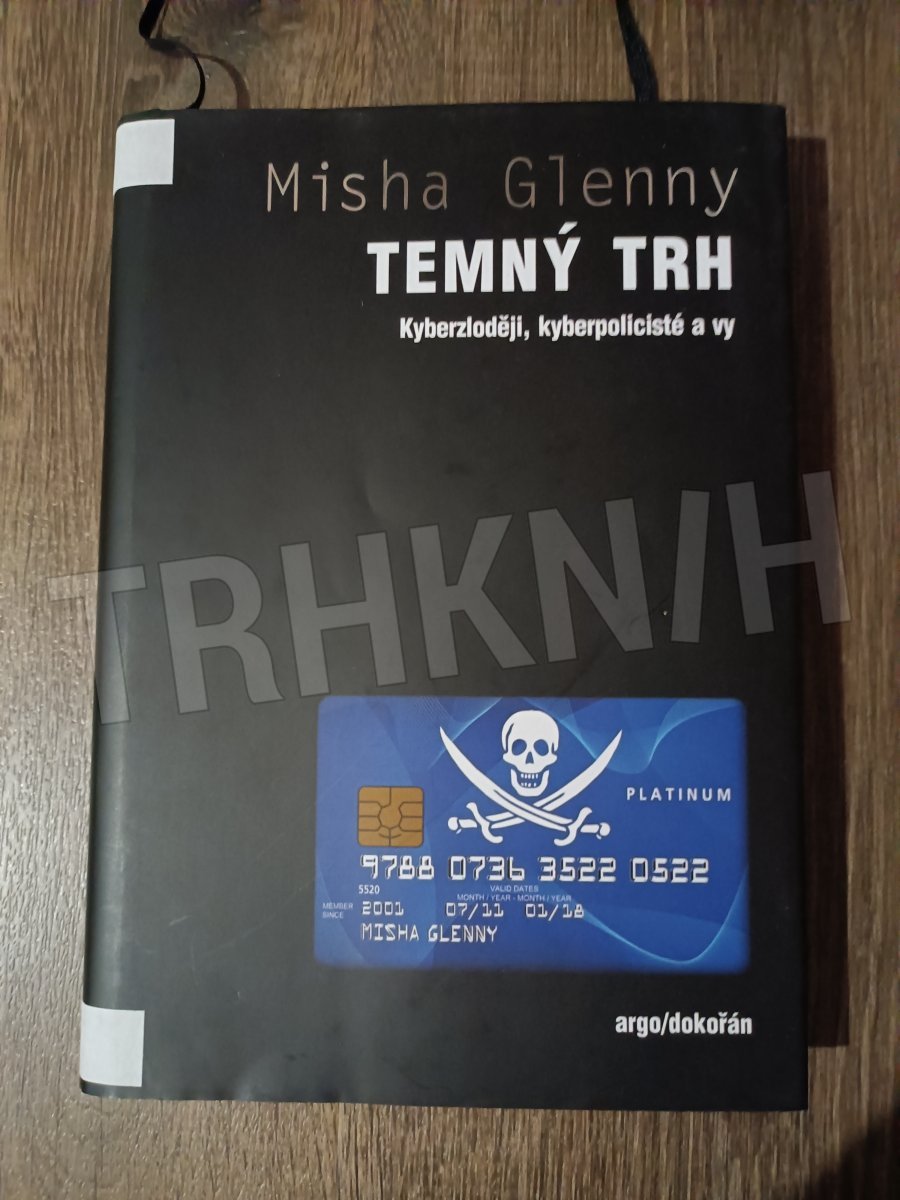 Misha Glenny
TEMNÝ TRH
Kyberzloději, kyberpolicisté a vy
TRHKNIH
PLATINUM
9788 0736 3522 0522
5520
VALID DATES
MONTH / YEAR - MONTH / YEAR
MEMBER SINCE
2001 07/11 01/18
MISHA GLENNY
argo/dokořán